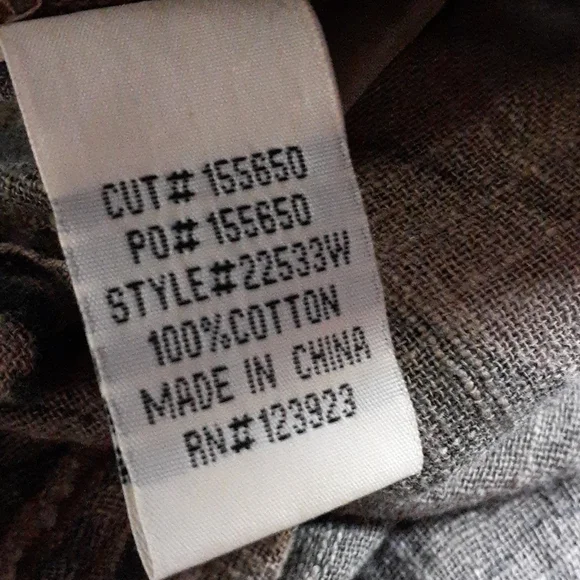 CUT# 155650
PO# 155650
STYLE#22533W
100%COTTON
MADE IN CHINA
RN#123923